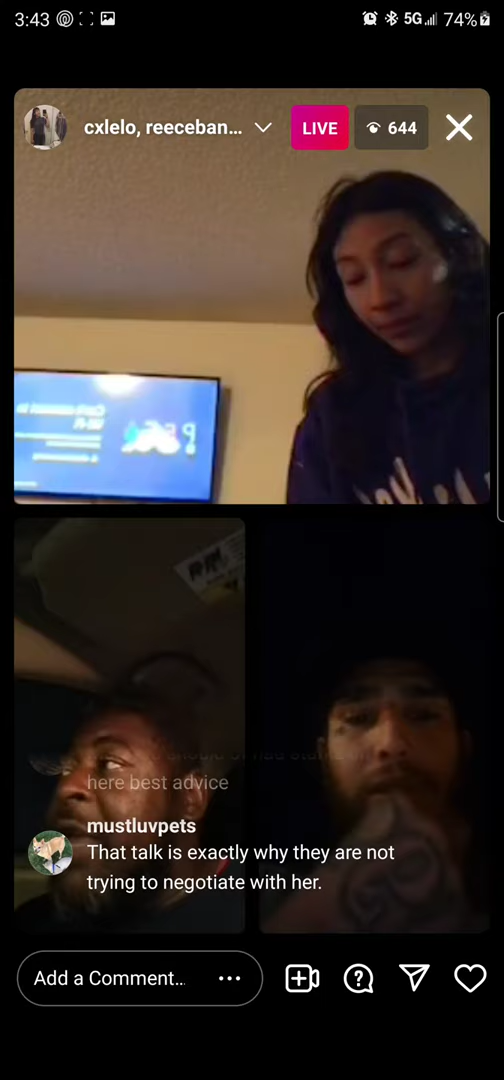 3:43 5G 74%
cxlelo, reeceban... LIVE 644
here best advice
mustluvpets
That talk is exactly why they are not
trying to negotiate with her.
Add a Comment...